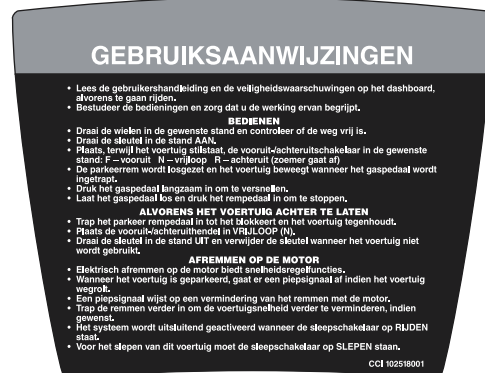 GEBRUIKSAANWIJZINGEN
• Lees de gebruikershandleiding en de veiligheidswaarschuwingen op het dashboard,
alvorens te gaan rijden.
• Bestudeer de bedieningen en zorg dat u de werking ervan begrijpt.
BEDIENEN
• Draai de wielen in de gewenste stand en controleer of de weg vrij is.
• Draai de sleutel in de stand AAN.
• Plaats, terwijl het voertuig stilstaat, de vooruit-/achteruitschakelaar in de gewenste
stand: F – vooruit N – vrijloop R – achteruit (zoemer gaat af)
• De parkeerrem wordt losgezet en het voertuig beweegt wanneer het gaspedaal wordt
ingetrapt.
• Druk het gaspedaal langzaam in om te versnellen.
• Laat het gaspedaal los en druk het rempedaal in om te stoppen.
ALVORENS HET VOERTUIG ACHTER TE LATEN
• Trap het parkeer rempedaal in tot het blokkeert en het voertuig tegenhoudt.
• Plaats de vooruit-/achteruithendel in VRIJLOOP (N).
• Draai de sleutel in de stand UIT en verwijder de sleutel wanneer het voertuig niet
wordt gebruikt.
AFREMMEN OP DE MOTOR
• Elektrisch afremmen op de motor biedt snelheidsregelfuncties.
• Wanneer het voertuig is geparkeerd, gaat er een piepsignaal af indien het voertuig
wegrolt.
• Een piepsignaal wijst op een vermindering van het remmen met de motor.
• Trap de remmen verder in om de voertuigsnelheid verder te verminderen, indien
gewenst.
• Het systeem wordt uitsluitend geactiveerd wanneer de sleepschakelaar op RIJDEN
staat.
• Voor het slepen van dit voertuig moet de sleepschakelaar op SLEPEN staan.
CCI 102518001